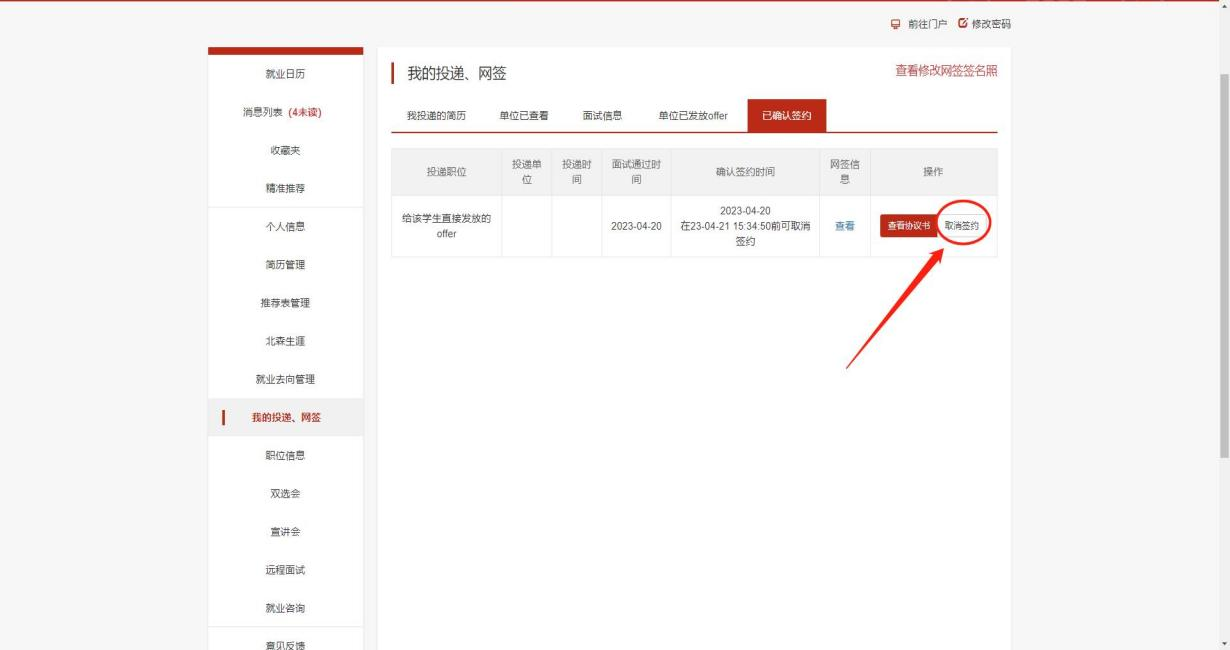 前往门户 修改密码
就业日历
消息列表 (4未读)
收藏夹
精准推荐
个人信息
简历管理
推荐表管理
北森生涯
就业去向管理
我的投递、网签
职位信息
双选会
宣讲会
远程面试
就业咨询
意见反馈
我的投递、网签
查看修改网签签名照
我投递的简历 单位已查看 面试信息 单位已发放offer 已确认签约
投递职位 投递单位 投递时间 面试通过时间 确认签约时间 网签信息 操作
给该学生直接发放的
offer
2023-04-20
2023-04-20
在23-04-21 15:34:50前可取消
签约
查看
查看协议书 取消签约